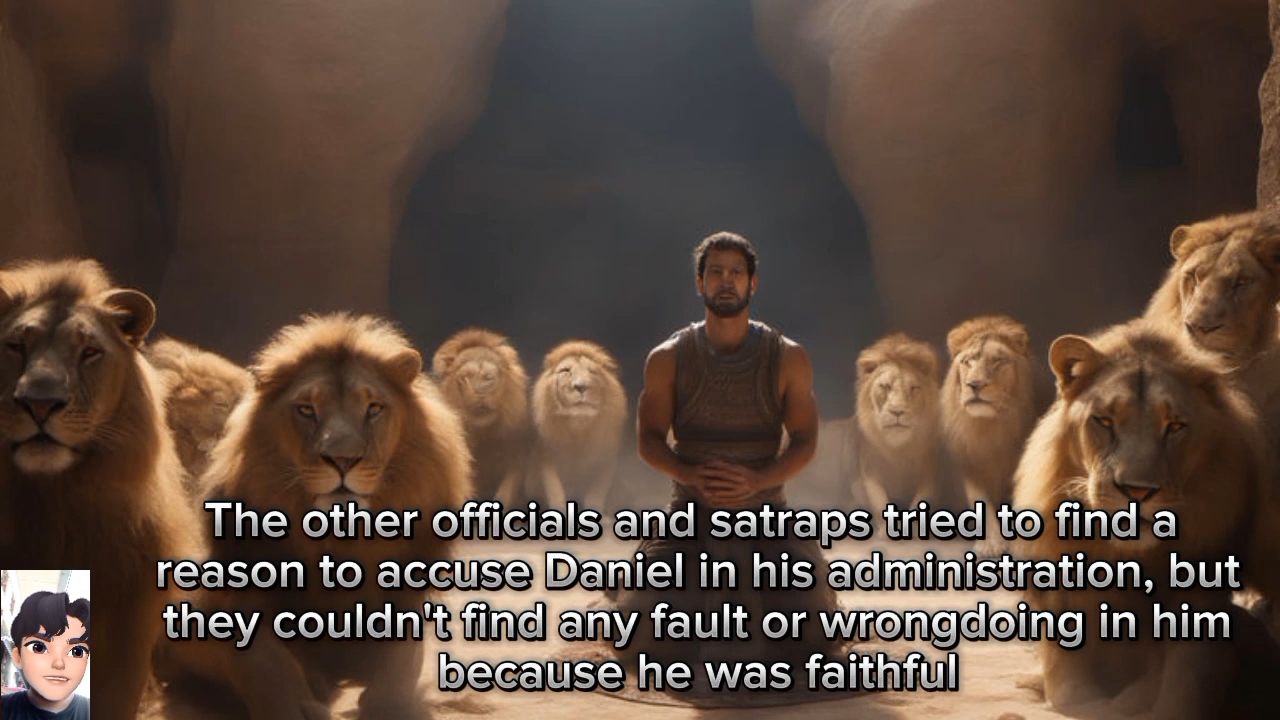 The other officials and satraps tried to find a
reason to accuse Daniel in his administration, but
they couldn't find any fault or wrongdoing in him
because he was faithful